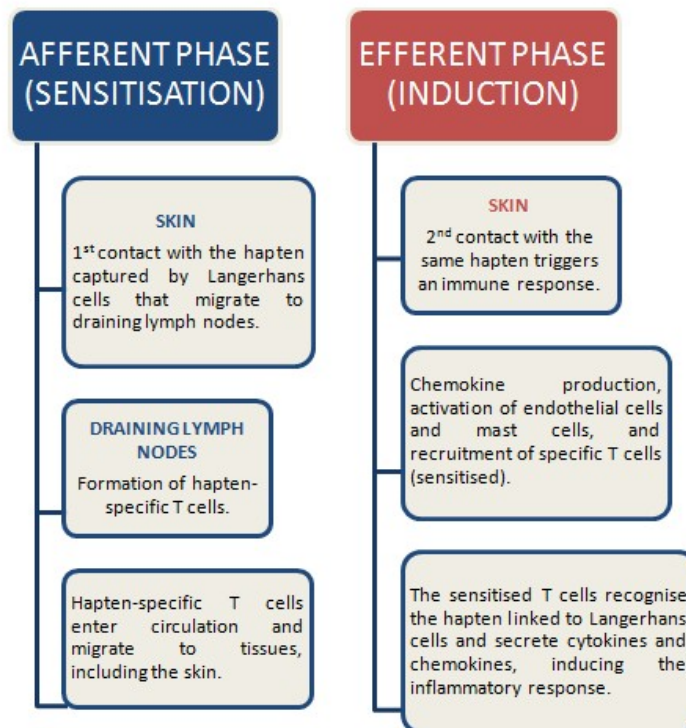 AFFERENT PHASE
(SENSITISATION)
SKIN
1st contact with the hapten
captured by Langerhans
cells that migrate to
draining lymph nodes.
DRAINING LYMPH
NODES
Formation of hapten-
specific T cells.
Hapten-specific T cells
enter circulation and
migrate to tissues,
including the skin.
EFFERENT PHASE
(INDUCTION)
SKIN
2nd contact with the
same hapten triggers
an immune response.
Chemokine production,
activation of endothelial cells
and mast cells, and
recruitment of specific T cells
(sensitised).
The sensitised T cells recognise
the hapten linked to Langerhans
cells and secrete cytokines and
chemokines, inducing the
inflammatory response.